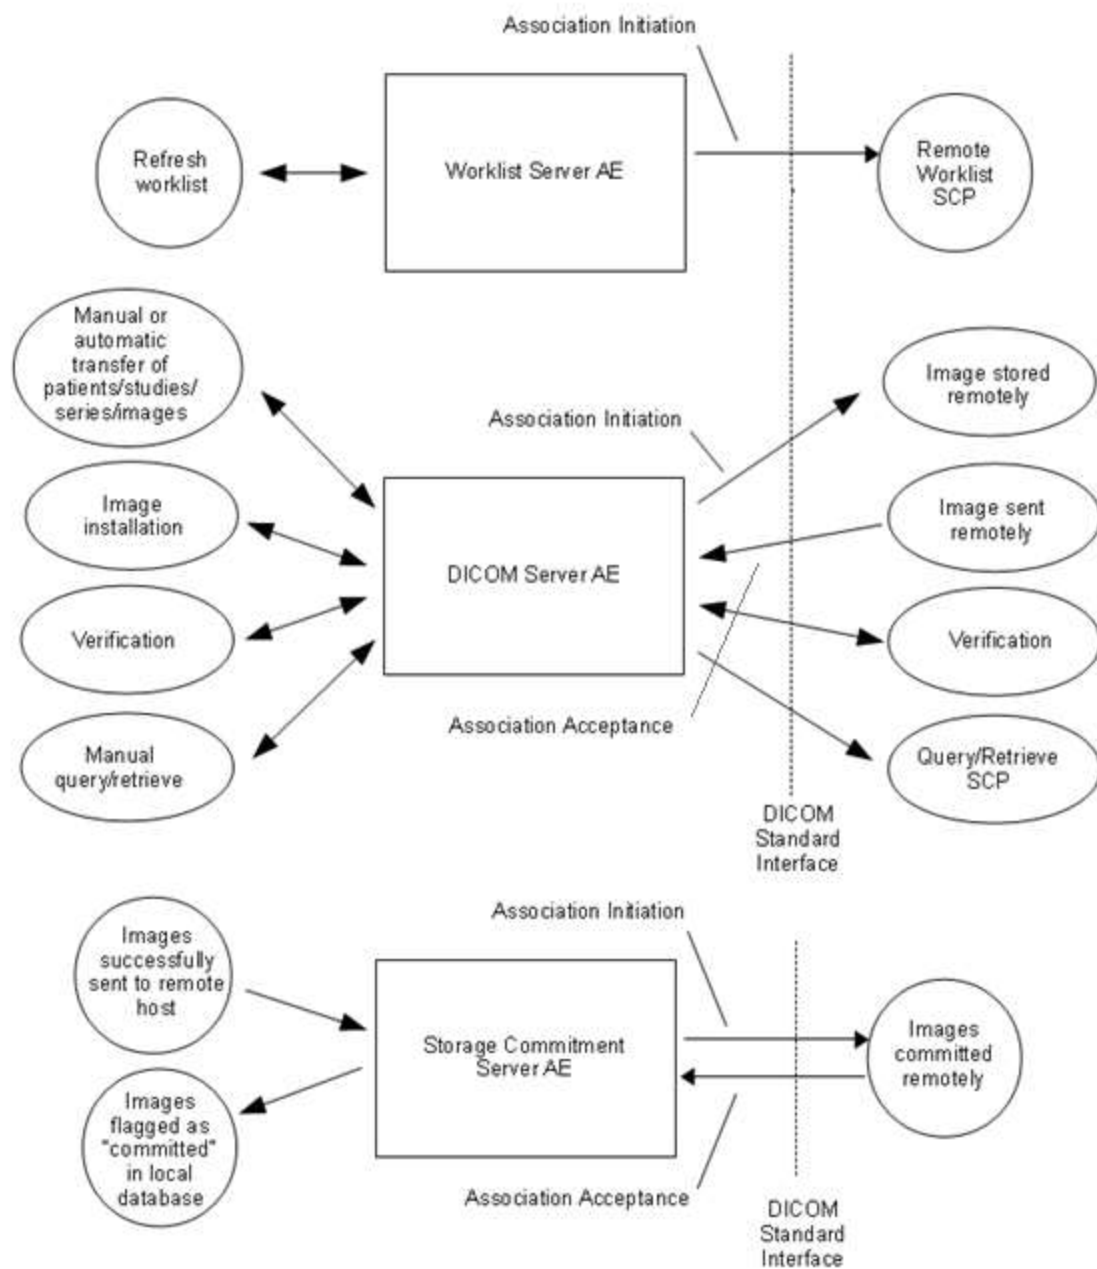 Association Initiation
Refresh
worklist
Worklist Server AE
Remote
Worklist
SCP
Manual or
automatic
transfer of
patients/studies/
series/images
Image stored
remotely
Association Initiation
Image
installation
Image sent
remotely
DICOM Server AE
Verification
Verification
Association Acceptance
Manual
query/retrieve
Query/Retrieve
SCP
DICOM
Standard
Interface
Association Initiation
Images
successfully
sent to remote
host
Storage Commitment
Server AE
Images
committed
remotely
Images
flagged as
"committed"
in local
database
Association Acceptance
DICOM
Standard
Interface